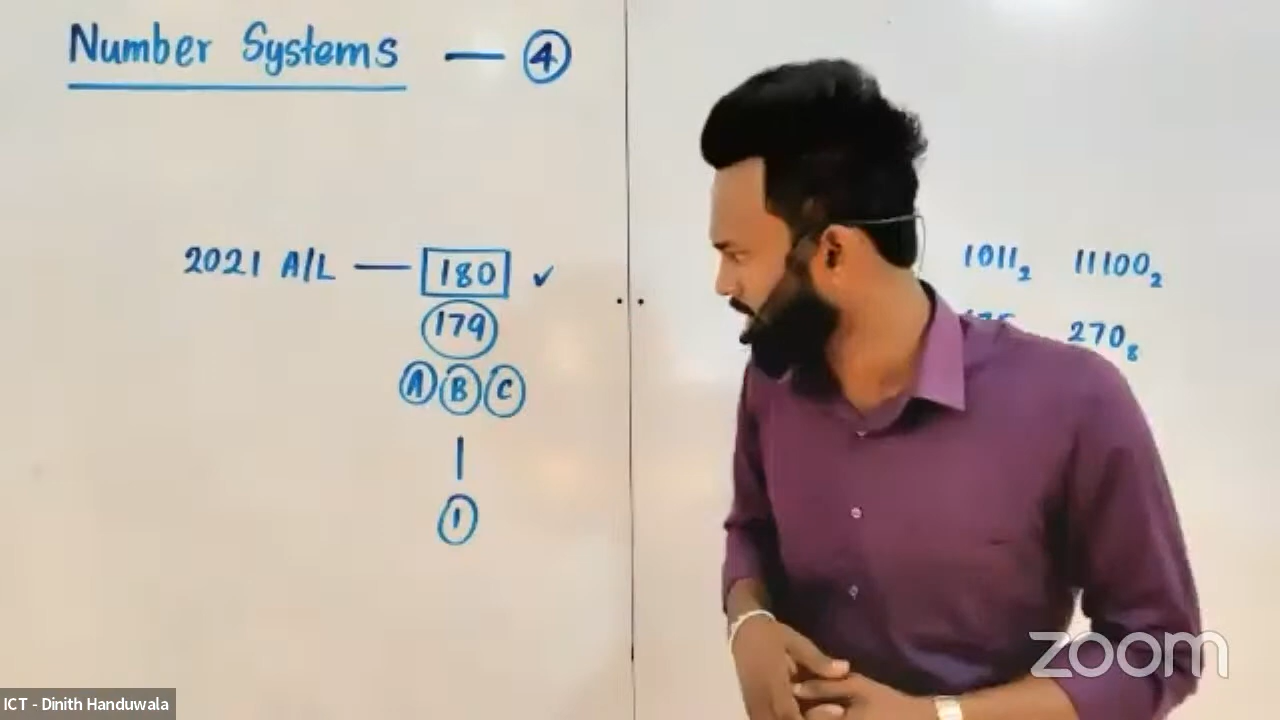 Number Systems — 4
2021 A/L — 180 ✓
179
A B C
1
1011₂ 11100₂
270₈
zoom
ICT - Dinith Handuwala